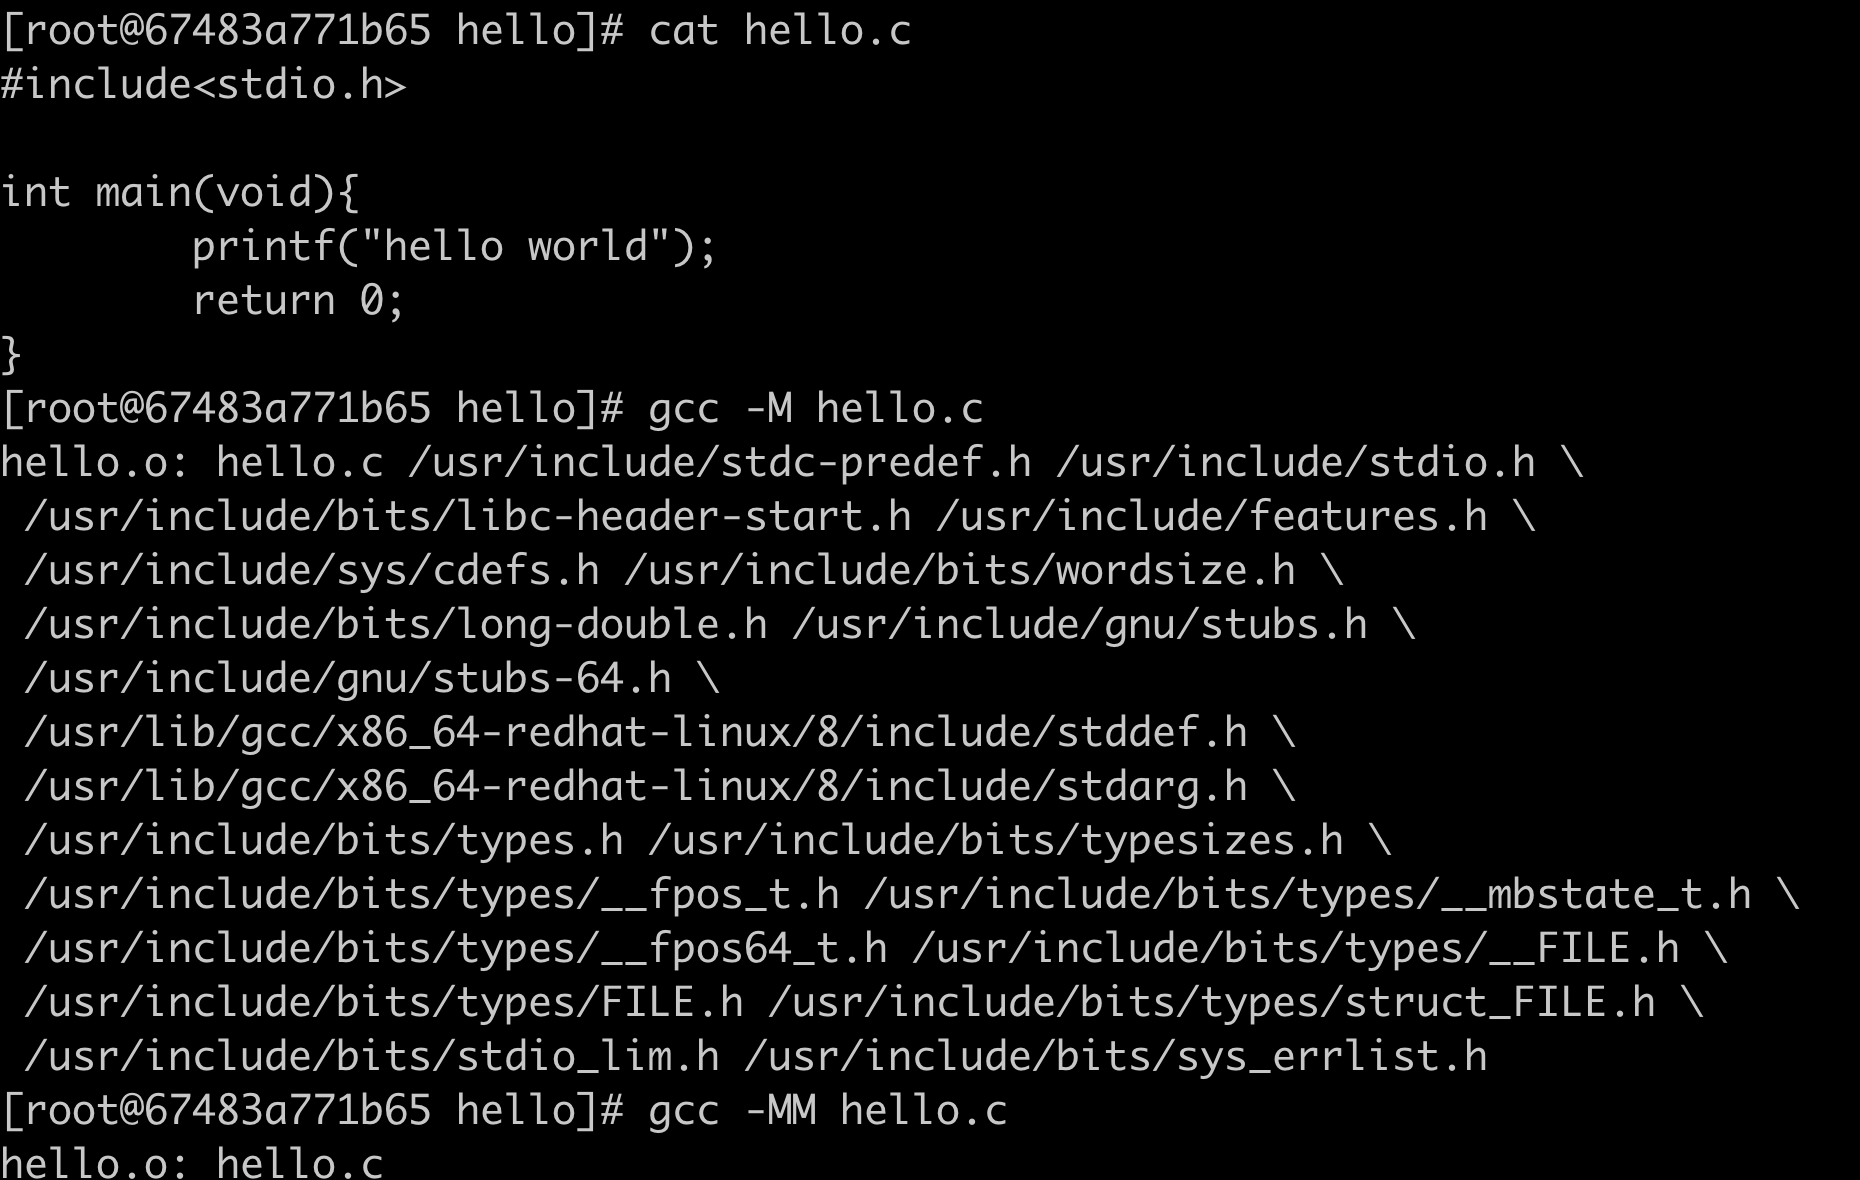 [root@67483a771b65 hello]# cat hello.c
#include<stdio.h>

int main(void){
        printf("hello world");
        return 0;
}
[root@67483a771b65 hello]# gcc -M hello.c
hello.o: hello.c /usr/include/stdc-predef.h /usr/include/stdio.h \
 /usr/include/bits/libc-header-start.h /usr/include/features.h \
 /usr/include/sys/cdefs.h /usr/include/bits/wordsize.h \
 /usr/include/bits/long-double.h /usr/include/gnu/stubs.h \
 /usr/include/gnu/stubs-64.h \
 /usr/lib/gcc/x86_64-redhat-linux/8/include/stddef.h \
 /usr/lib/gcc/x86_64-redhat-linux/8/include/stdarg.h \
 /usr/include/bits/types.h /usr/include/bits/typesizes.h \
 /usr/include/bits/types/__fpos_t.h /usr/include/bits/types/__mbstate_t.h \
 /usr/include/bits/types/__fpos64_t.h /usr/include/bits/types/__FILE.h \
 /usr/include/bits/types/FILE.h /usr/include/bits/types/struct_FILE.h \
 /usr/include/bits/stdio_lim.h /usr/include/bits/sys_errlist.h
[root@67483a771b65 hello]# gcc -MM hello.c
hello.o: hello.c